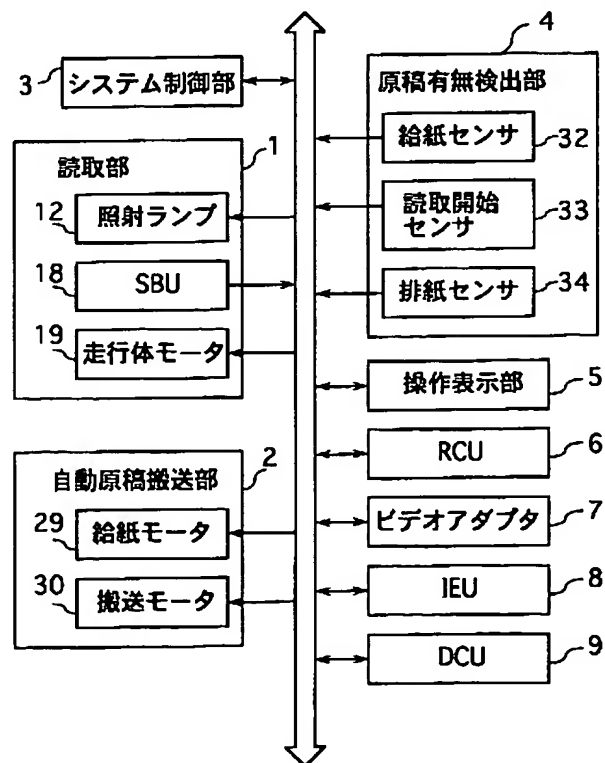 3
システム制御部
1
読取部
12
照射ランプ
18
SBU
19
走行体モータ
2
自動原稿搬送部
29
給紙モータ
30
搬送モータ
4
原稿有無検出部
給紙センサ
32
読取開始
センサ
33
排紙センサ
34
操作表示部
5
RCU
6
ビデオアダプタ
7
IEU
8
DCU
9